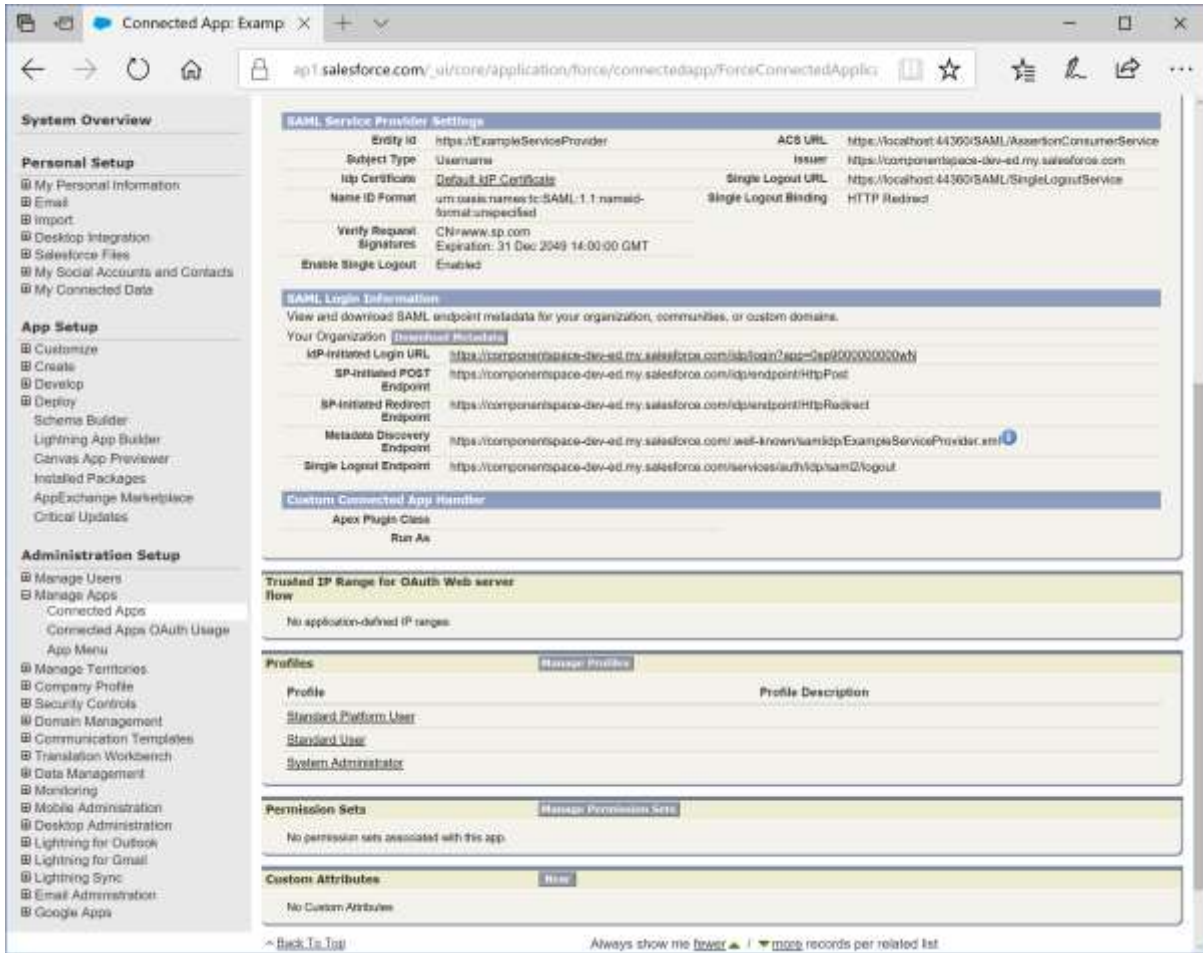 Connected App: Examp
ap1.salesforce.com/_ui/core/application/force/connectedapp/ForceConnectedApplic
System Overview
Personal Setup
My Personal Information
Email
Import
Desktop Integration
Salesforce Files
My Social Accounts and Contacts
My Connected Data
App Setup
Customize
Create
Develop
Deploy
Schema Builder
Lightning App Builder
Canvas App Previewer
Installed Packages
AppExchange Marketplace
Critical Updates
Administration Setup
Manage Users
Manage Apps
Connected Apps
Connected Apps OAuth Usage
App Menu
Manage Territories
Company Profile
Security Controls
Domain Management
Communication Templates
Translation Workbench
Data Management
Monitoring
Mobile Administration
Desktop Administration
Lightning for Outlook
Lightning for Gmail
Lightning Sync
Email Administration
Google Apps
SAML Service Provider Settings
Entity Id https://ExampleServiceProvider ACS URL https://localhost:44360/SAML/AssertionConsumerService
Subject Type Username Issuer https://componentspace-dev-ed.my.salesforce.com
Idp Certificate Default IdP Certificate Single Logout URL https://localhost:44360/SAML/SingleLogoutService
Name ID Format urn:oasis:names:tc:SAML:1.1:nameid- Single Logout Binding HTTP Redirect
format:unspecified
Verify Request CN=www.sp.com
Signatures Expiration: 31 Dec 2049 14:00:00 GMT
Enable Single Logout Enabled
SAML Login Information
View and download SAML endpoint metadata for your organization, communities, or custom domains.
Your Organization Download Metadata
IdP-Initiated Login URL https://componentspace-dev-ed.my.salesforce.com/idp/login?app=0sp9000000000wN
SP-Initiated POST https://componentspace-dev-ed.my.salesforce.com/idp/endpoint/HttpPost
Endpoint
SP-Initiated Redirect https://componentspace-dev-ed.my.salesforce.com/idp/endpoint/HttpRedirect
Endpoint
Metadata Discovery https://componentspace-dev-ed.my.salesforce.com/.well-known/samlidp/ExampleServiceProvider.xml
Endpoint
Single Logout Endpoint https://componentspace-dev-ed.my.salesforce.com/services/auth/idp/saml2/logout
Custom Connected App Handler
Apex Plugin Class
Run As
Trusted IP Range for OAuth Web server
flow
No application-defined IP ranges
Profiles Manage Profiles
Profile Profile Description
Standard Platform User
Standard User
System Administrator
Permission Sets Manage Permission Sets
No permission sets associated with this app.
Custom Attributes New
No Custom Attributes
^ Back To Top Always show me fewer ▲ / ▼ more records per related list